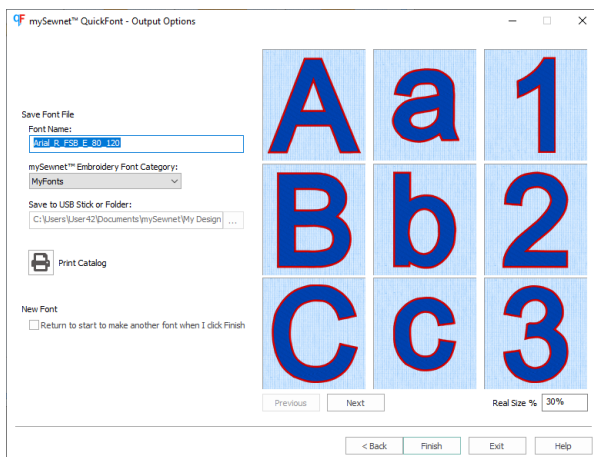 mySewnet™ QuickFont - Output Options
Save Font File
Font Name:
Arial_R_FSB_E_80_120
mySewnet™ Embroidery Font Category:
MyFonts
Save to USB Stick or Folder:
C:\Users\User42\Documents\mySewnet\My Design
...
Print Catalog
New Font
Return to start to make another font when I click Finish
A a 1
B b 2
C c 3
Previous Next Real Size % 30%
< Back Finish Exit Help